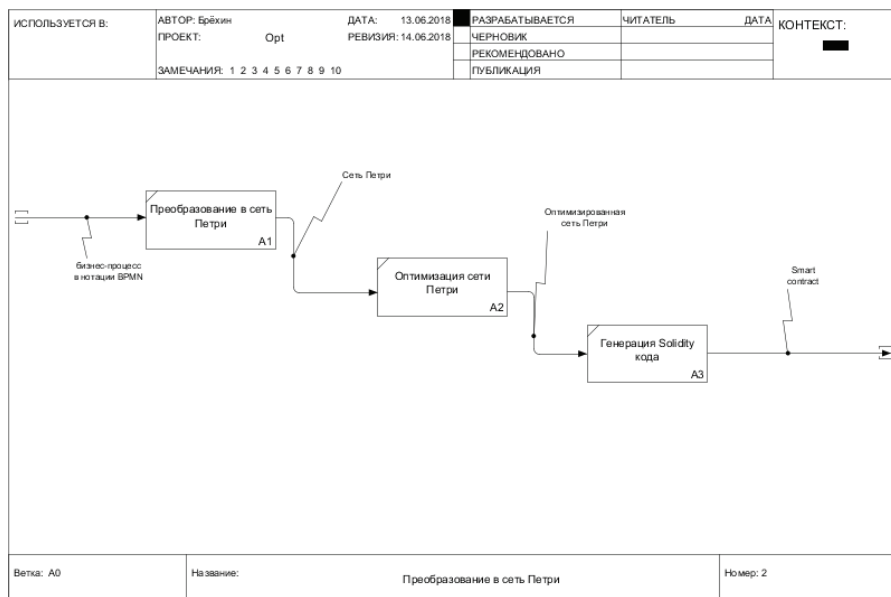 ИСПОЛЬЗУЕТСЯ В:
АВТОР: Брёхин
ДАТА: 13.06.2018
ПРОЕКТ: Opt
РЕВИЗИЯ: 14.06.2018
ЗАМЕЧАНИЯ: 1 2 3 4 5 6 7 8 9 10
РАЗРАБАТЫВАЕТСЯ
ЧЕРНОВИК
РЕКОМЕНДОВАНО
ПУБЛИКАЦИЯ
ЧИТАТЕЛЬ
ДАТА
КОНТЕКСТ:
Преобразование в сеть
Петри
A1
бизнес-процесс
в нотации BPMN
Сеть Петри
Оптимизация сети
Петри
A2
Оптимизированная
сеть Петри
Генерация Solidity
кода
A3
Smart
contract
Ветка: A0
Название:
Преобразование в сеть Петри
Номер: 2